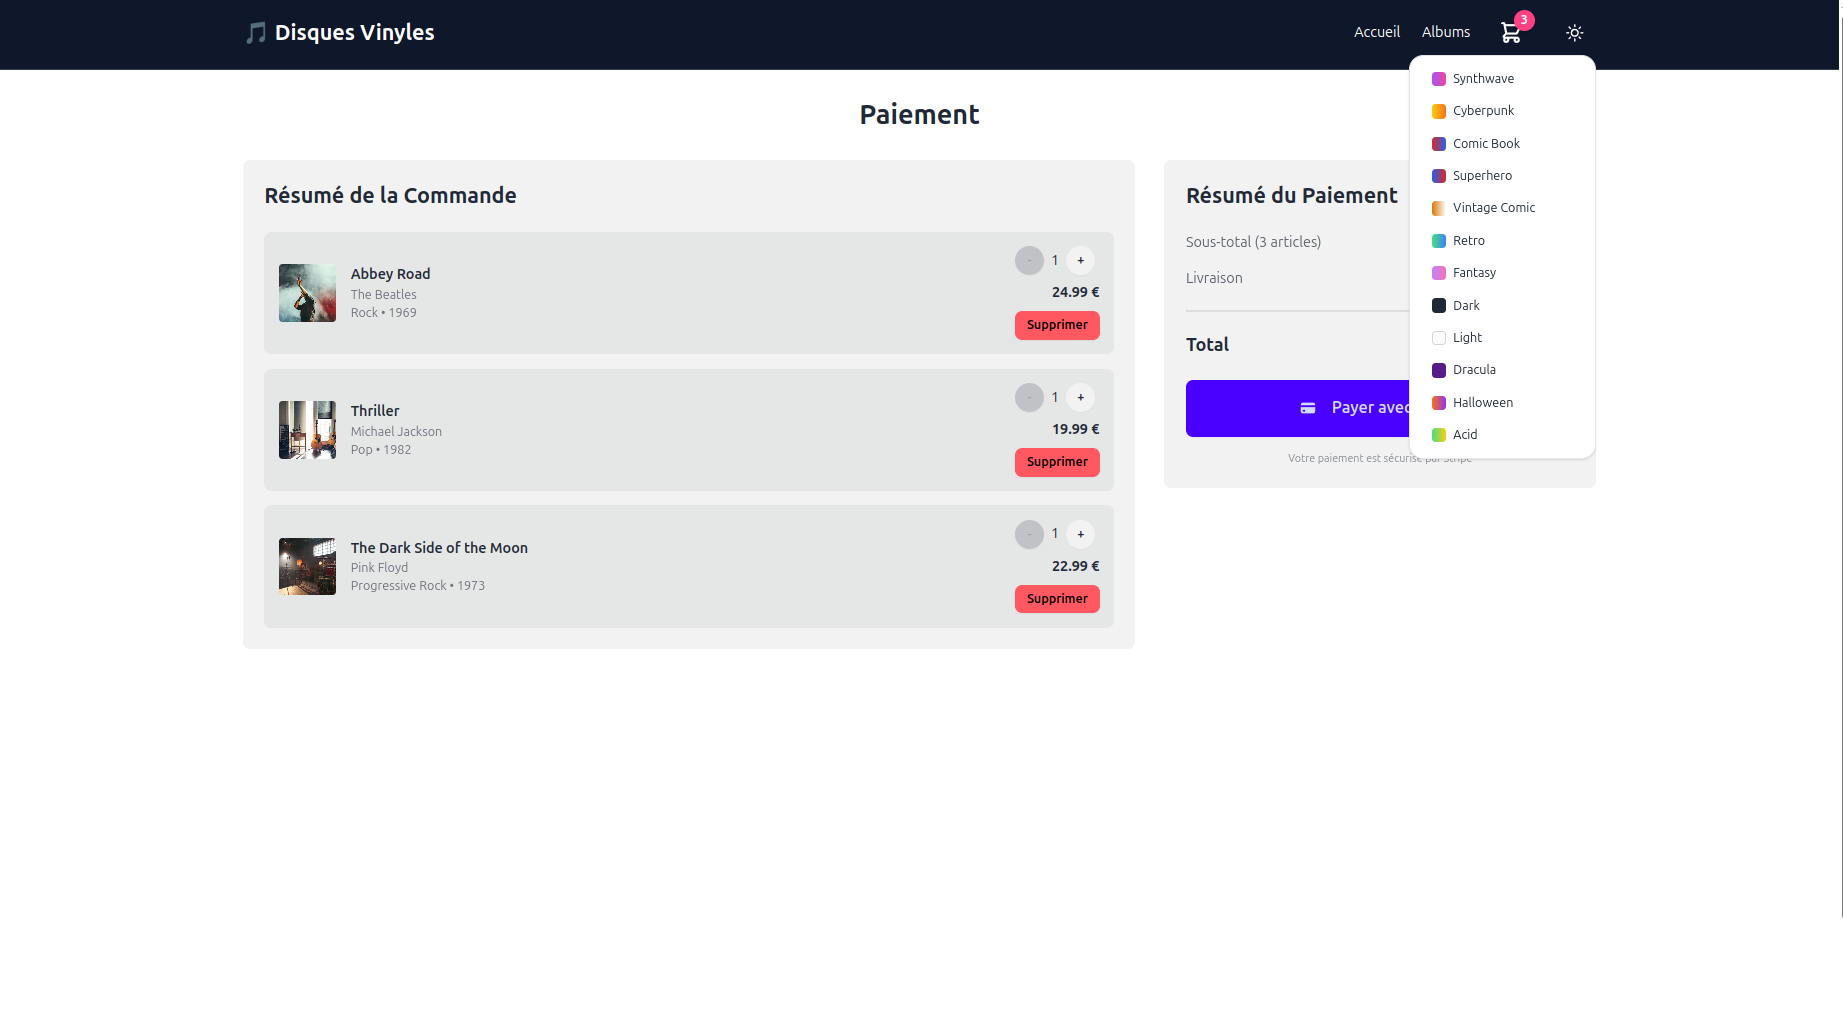 🎵 Disques Vinyles
Accueil
Albums
3
Paiement
Résumé de la Commande
Abbey Road
The Beatles
Rock • 1969
- 1 +
24.99 €
Supprimer
Thriller
Michael Jackson
Pop • 1982
- 1 +
19.99 €
Supprimer
The Dark Side of the Moon
Pink Floyd
Progressive Rock • 1973
- 1 +
22.99 €
Supprimer
Résumé du Paiement
Sous-total (3 articles)
Livraison
Total
Payer avec
Votre paiement est sécurisé par Stripe
Synthwave
Cyberpunk
Comic Book
Superhero
Vintage Comic
Retro
Fantasy
Dark
Light
Dracula
Halloween
Acid